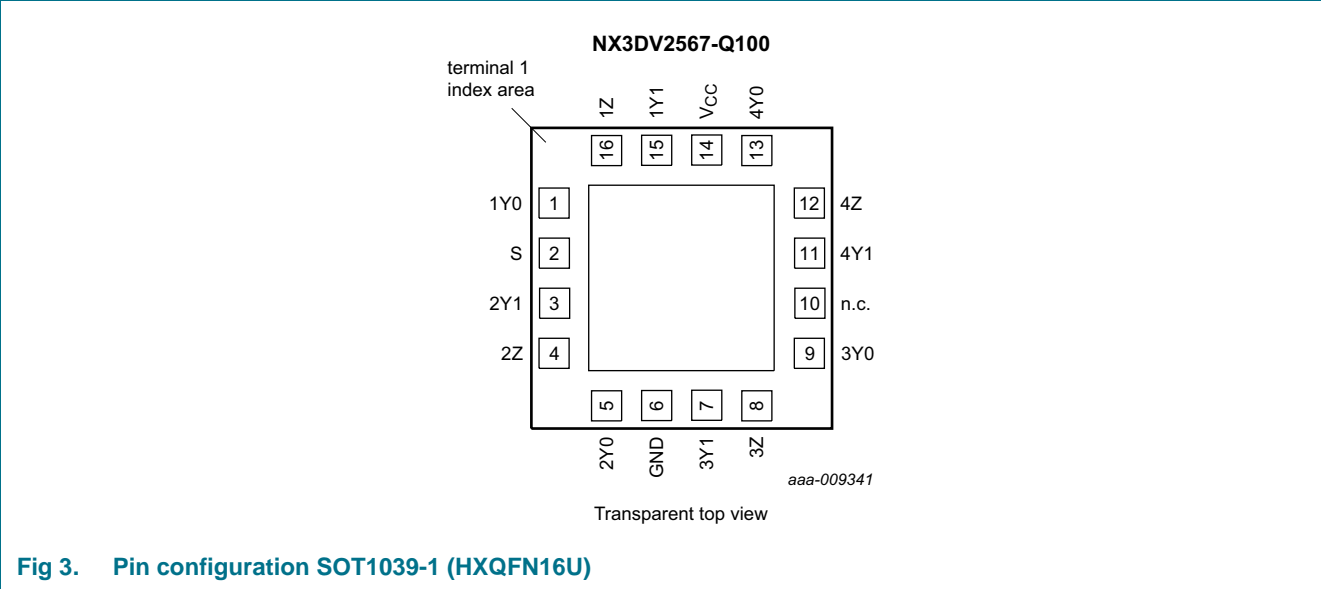 NX3DV2567-Q100
terminal 1
index area
1Z
1Y1
VCC
4Y0
16
15
14
13
1Y0 1
12 4Z
S 2
11 4Y1
2Y1 3
10 n.c.
2Z 4
9 3Y0
5
6
7
8
2Y0
GND
3Y1
3Z
aaa-009341
Transparent top view
Fig 3. Pin configuration SOT1039-1 (HXQFN16U)